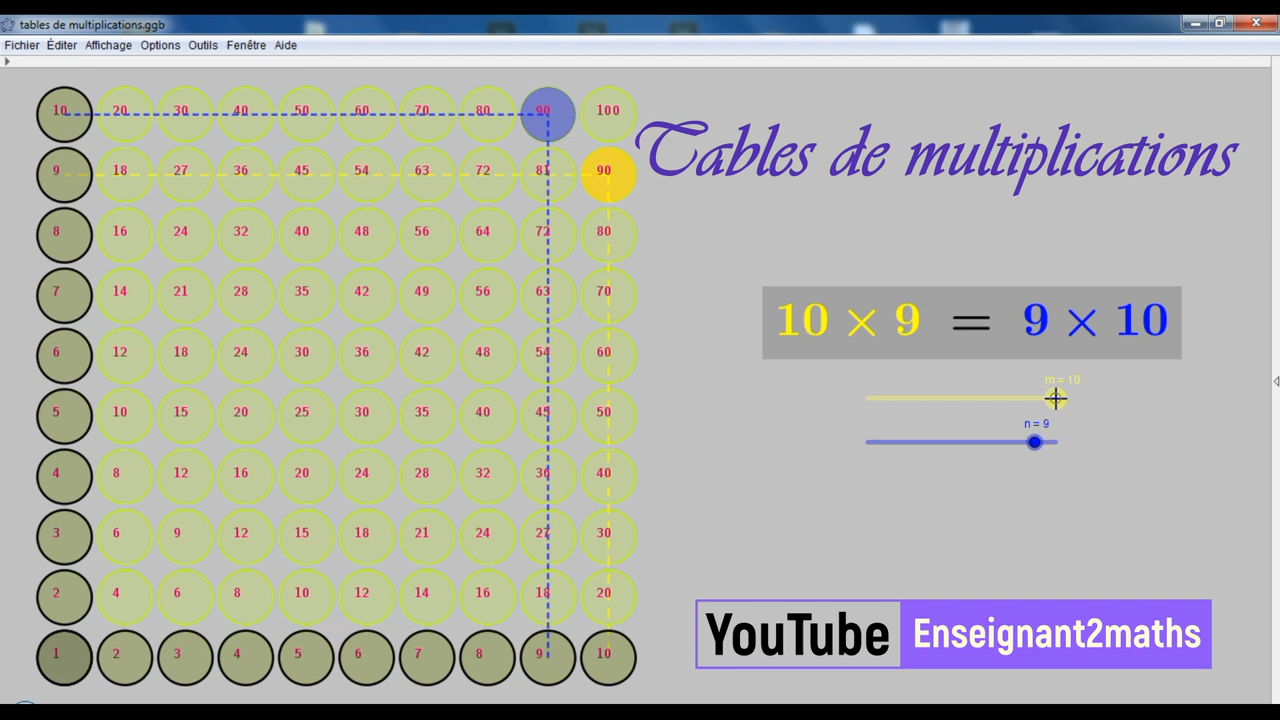 tables de multiplications.ggb
Fichier Éditer Affichage Options Outils Fenêtre Aide
10 20 30 40 50 60 70 80 90 100
9 18 27 36 45 54 63 72 81 90
8 16 24 32 40 48 56 64 72 80
7 14 21 28 35 42 49 56 63 70
6 12 18 24 30 36 42 48 54 60
5 10 15 20 25 30 35 40 45 50
4 8 12 16 20 24 28 32 36 40
3 6 9 12 15 18 21 24 27 30
2 4 6 8 10 12 14 16 18 20
1 2 3 4 5 6 7 8 9 10
Tables de multiplications
10 × 9 = 9 × 10
m = 10
n = 9
YouTube Enseignant2maths